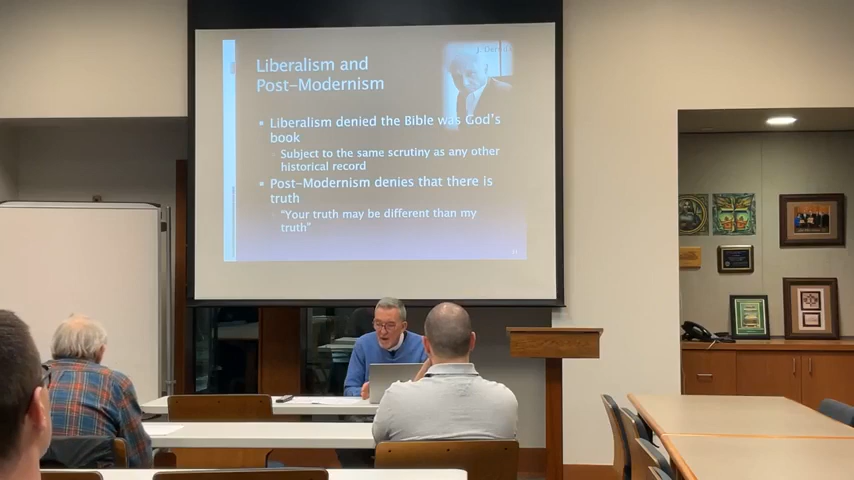 Liberalism and
Post-Modernism
▪ Liberalism denied the Bible was God's
book
Subject to the same scrutiny as any other
historical record
▪ Post-Modernism denies that there is
truth
"Your truth may be different than my
truth"